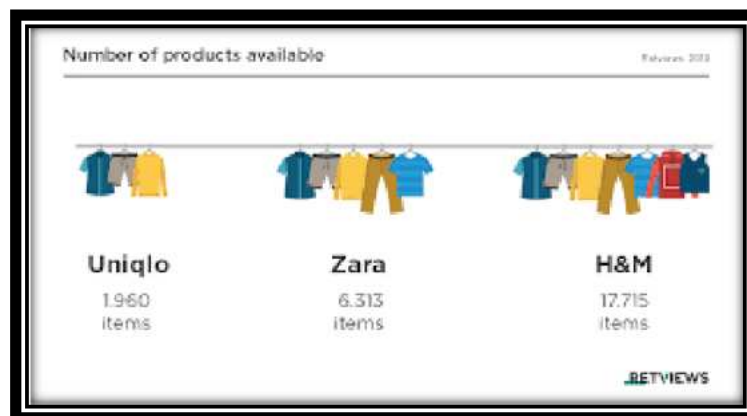 Number of products available
Uniqlo
1.960
items
Zara
6.313
items
H&M
17.715
items
RETVIEWS